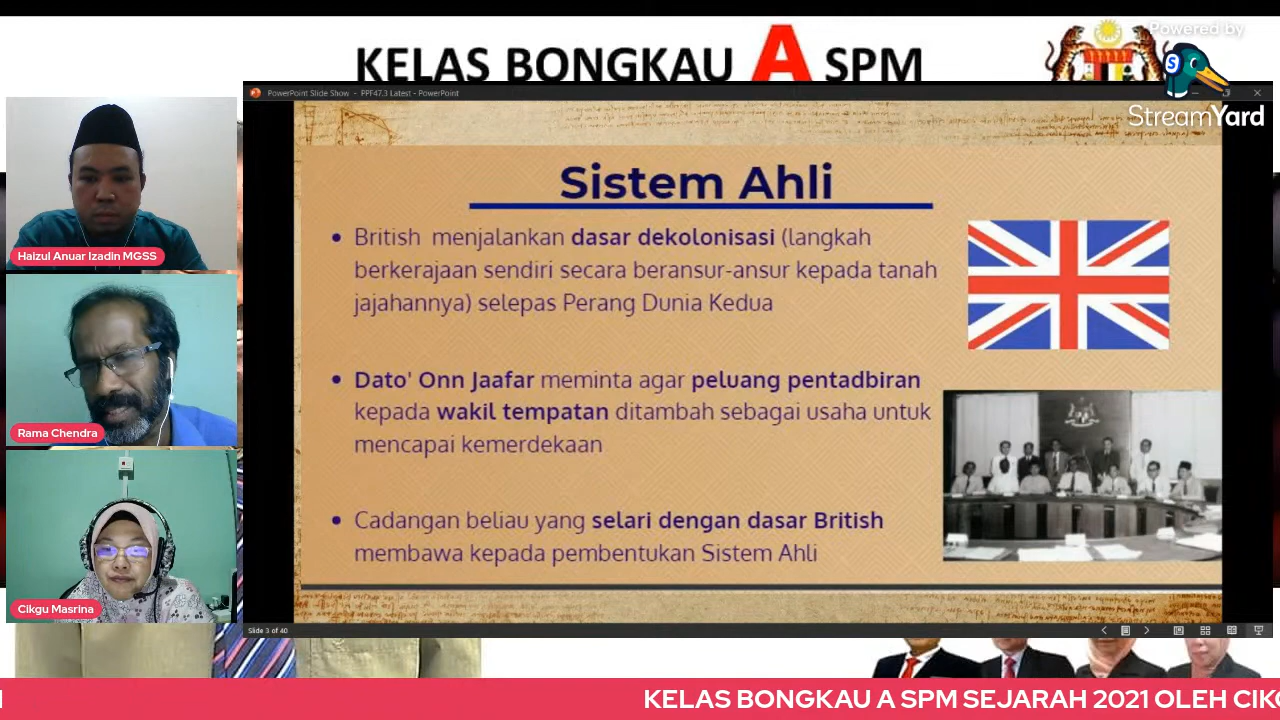 KELAS BONGKAU A SPM
Powered by
StreamYard
PowerPoint Slide Show - PPF47.3 Latest - PowerPoint
Sistem Ahli
• British menjalankan dasar dekolonisasi (langkah
berkerajaan sendiri secara beransur-ansur kepada tanah
jajahannya) selepas Perang Dunia Kedua
• Dato' Onn Jaafar meminta agar peluang pentadbiran
kepada wakil tempatan ditambah sebagai usaha untuk
mencapai kemerdekaan
• Cadangan beliau yang selari dengan dasar British
membawa kepada pembentukan Sistem Ahli
Haizul Anuar Izadin MGSS
Rama Chendra
Cikgu Masrina
Slide 3 of 40
KELAS BONGKAU A SPM SEJARAH 2021 OLEH CIKG